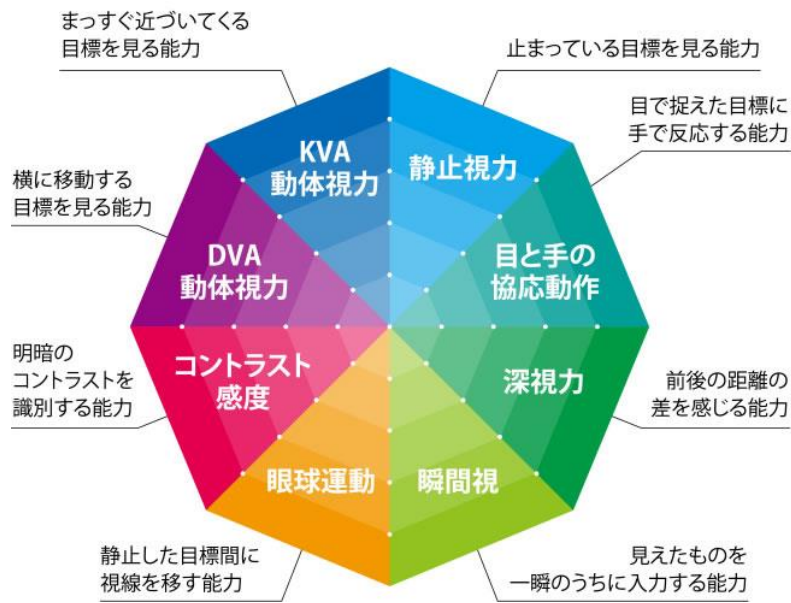 まっすぐ近づいてくる
目標を見る能力
止まっている目標を見る能力
目で捉えた目標に
手で反応する能力
横に移動する
目標を見る能力
KVA
動体視力
静止視力
DVA
動体視力
目と手の
協応動作
コントラスト
感度
深視力
明暗の
コントラストを
識別する能力
前後の距離の
差を感じる能力
眼球運動
瞬間視
静止した目標間に
視線を移す能力
見えたものを
一瞬のうちに入力する能力